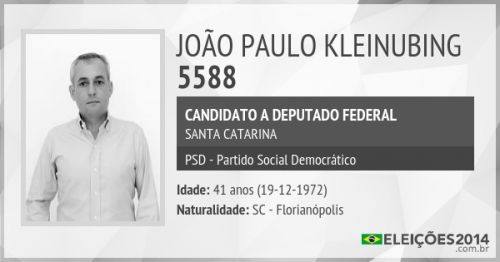 JOÃO PAULO KLEINUBING
5588
CANDIDATO A DEPUTADO FEDERAL
SANTA CATARINA
PSD - Partido Social Democrático
Idade: 41 anos (19-12-1972)
Naturalidade: SC - Florianópolis
ELEIÇÕES2014
.com.br